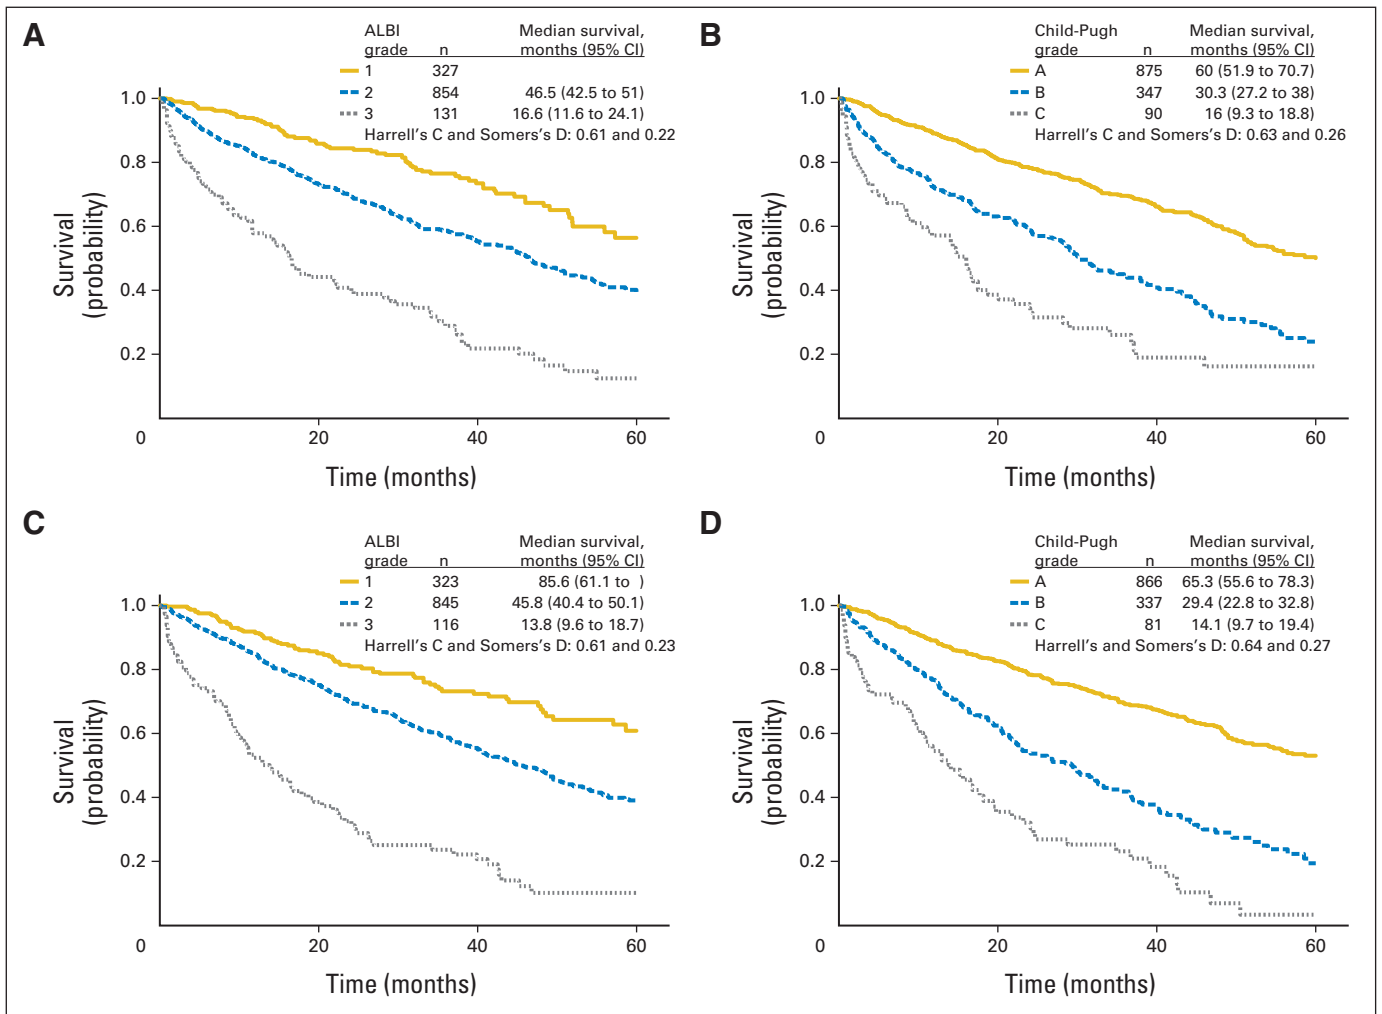 A
ALBI Median survival,
grade n months (95% CI)
1 327
2 854 46.5 (42.5 to 51)
3 131 16.6 (11.6 to 24.1)
Harrell's C and Somers's D: 0.61 and 0.22
1.0
0.8
0.6
0.4
0.2
Survival
(probability)
0 20 40 60
Time (months)
B
Child-Pugh Median survival,
grade n months (95% CI)
A 875 60 (51.9 to 70.7)
B 347 30.3 (27.2 to 38)
C 90 16 (9.3 to 18.8)
Harrell's C and Somers's D: 0.63 and 0.26
1.0
0.8
0.6
0.4
0.2
Survival
(probability)
0 20 40 60
Time (months)
C
ALBI Median survival,
grade n months (95% CI)
1 323 85.6 (61.1 to )
2 845 45.8 (40.4 to 50.1)
3 116 13.8 (9.6 to 18.7)
Harrell's C and Somers's D: 0.61 and 0.23
1.0
0.8
0.6
0.4
0.2
Survival
(probability)
0 20 40 60
Time (months)
D
Child-Pugh Median survival,
grade n months (95% CI)
A 866 65.3 (55.6 to 78.3)
B 337 29.4 (22.8 to 32.8)
C 81 14.1 (9.7 to 19.4)
Harrell's and Somers's D: 0.64 and 0.27
1.0
0.8
0.6
0.4
0.2
Survival
(probability)
0 20 40 60
Time (months)